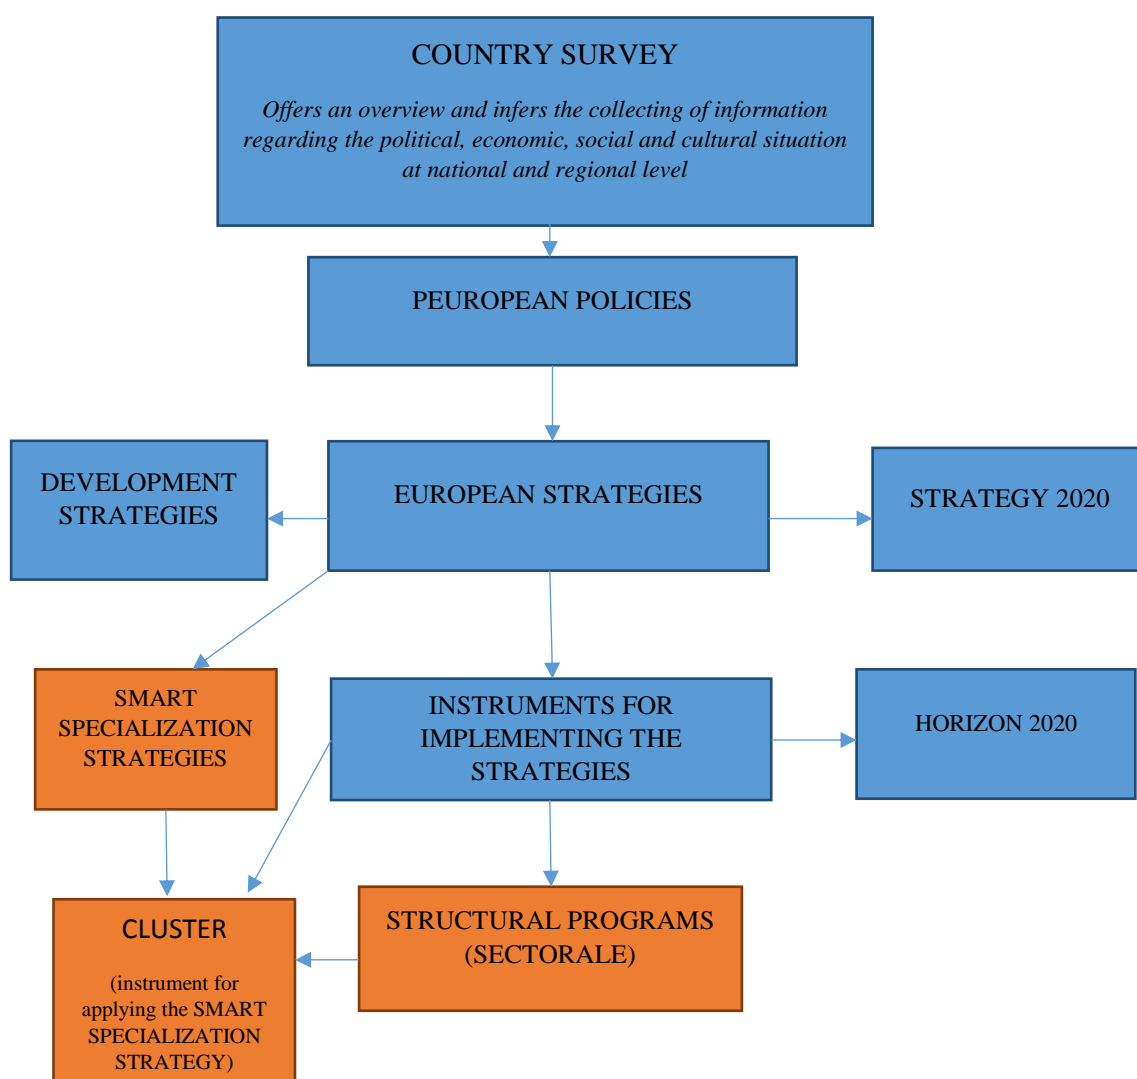 COUNTRY SURVEY
Offers an overview and infers the collecting of information
regarding the political, economic, social and cultural situation
at national and regional level
PEUROPEAN POLICIES
DEVELOPMENT
STRATEGIES
EUROPEAN STRATEGIES
STRATEGY 2020
SMART
SPECIALIZATION
STRATEGIES
INSTRUMENTS FOR
IMPLEMENTING THE
STRATEGIES
HORIZON 2020
CLUSTER
(instrument for
applying the SMART
SPECIALIZATION
STRATEGY)
STRUCTURAL PROGRAMS
(SECTORALE)